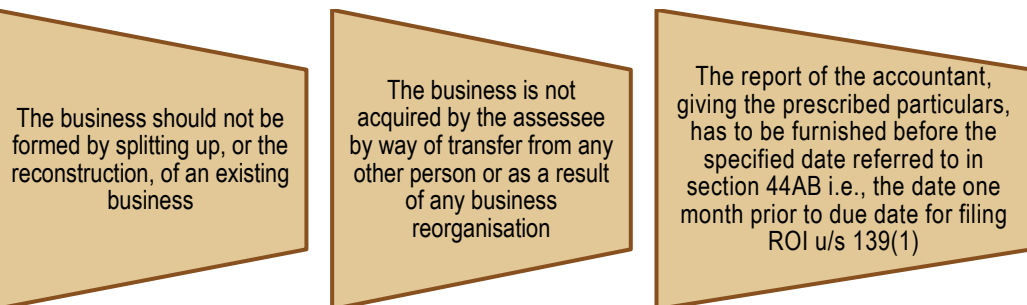 The business should not be
formed by splitting up, or the
reconstruction, of an existing
business
The business is not
acquired by the assessee
by way of transfer from any
other person or as a result
of any business
reorganisation
The report of the accountant,
giving the prescribed particulars,
has to be furnished before the
specified date referred to in
section 44AB i.e., the date one
month prior to due date for filing
ROI u/s 139(1)